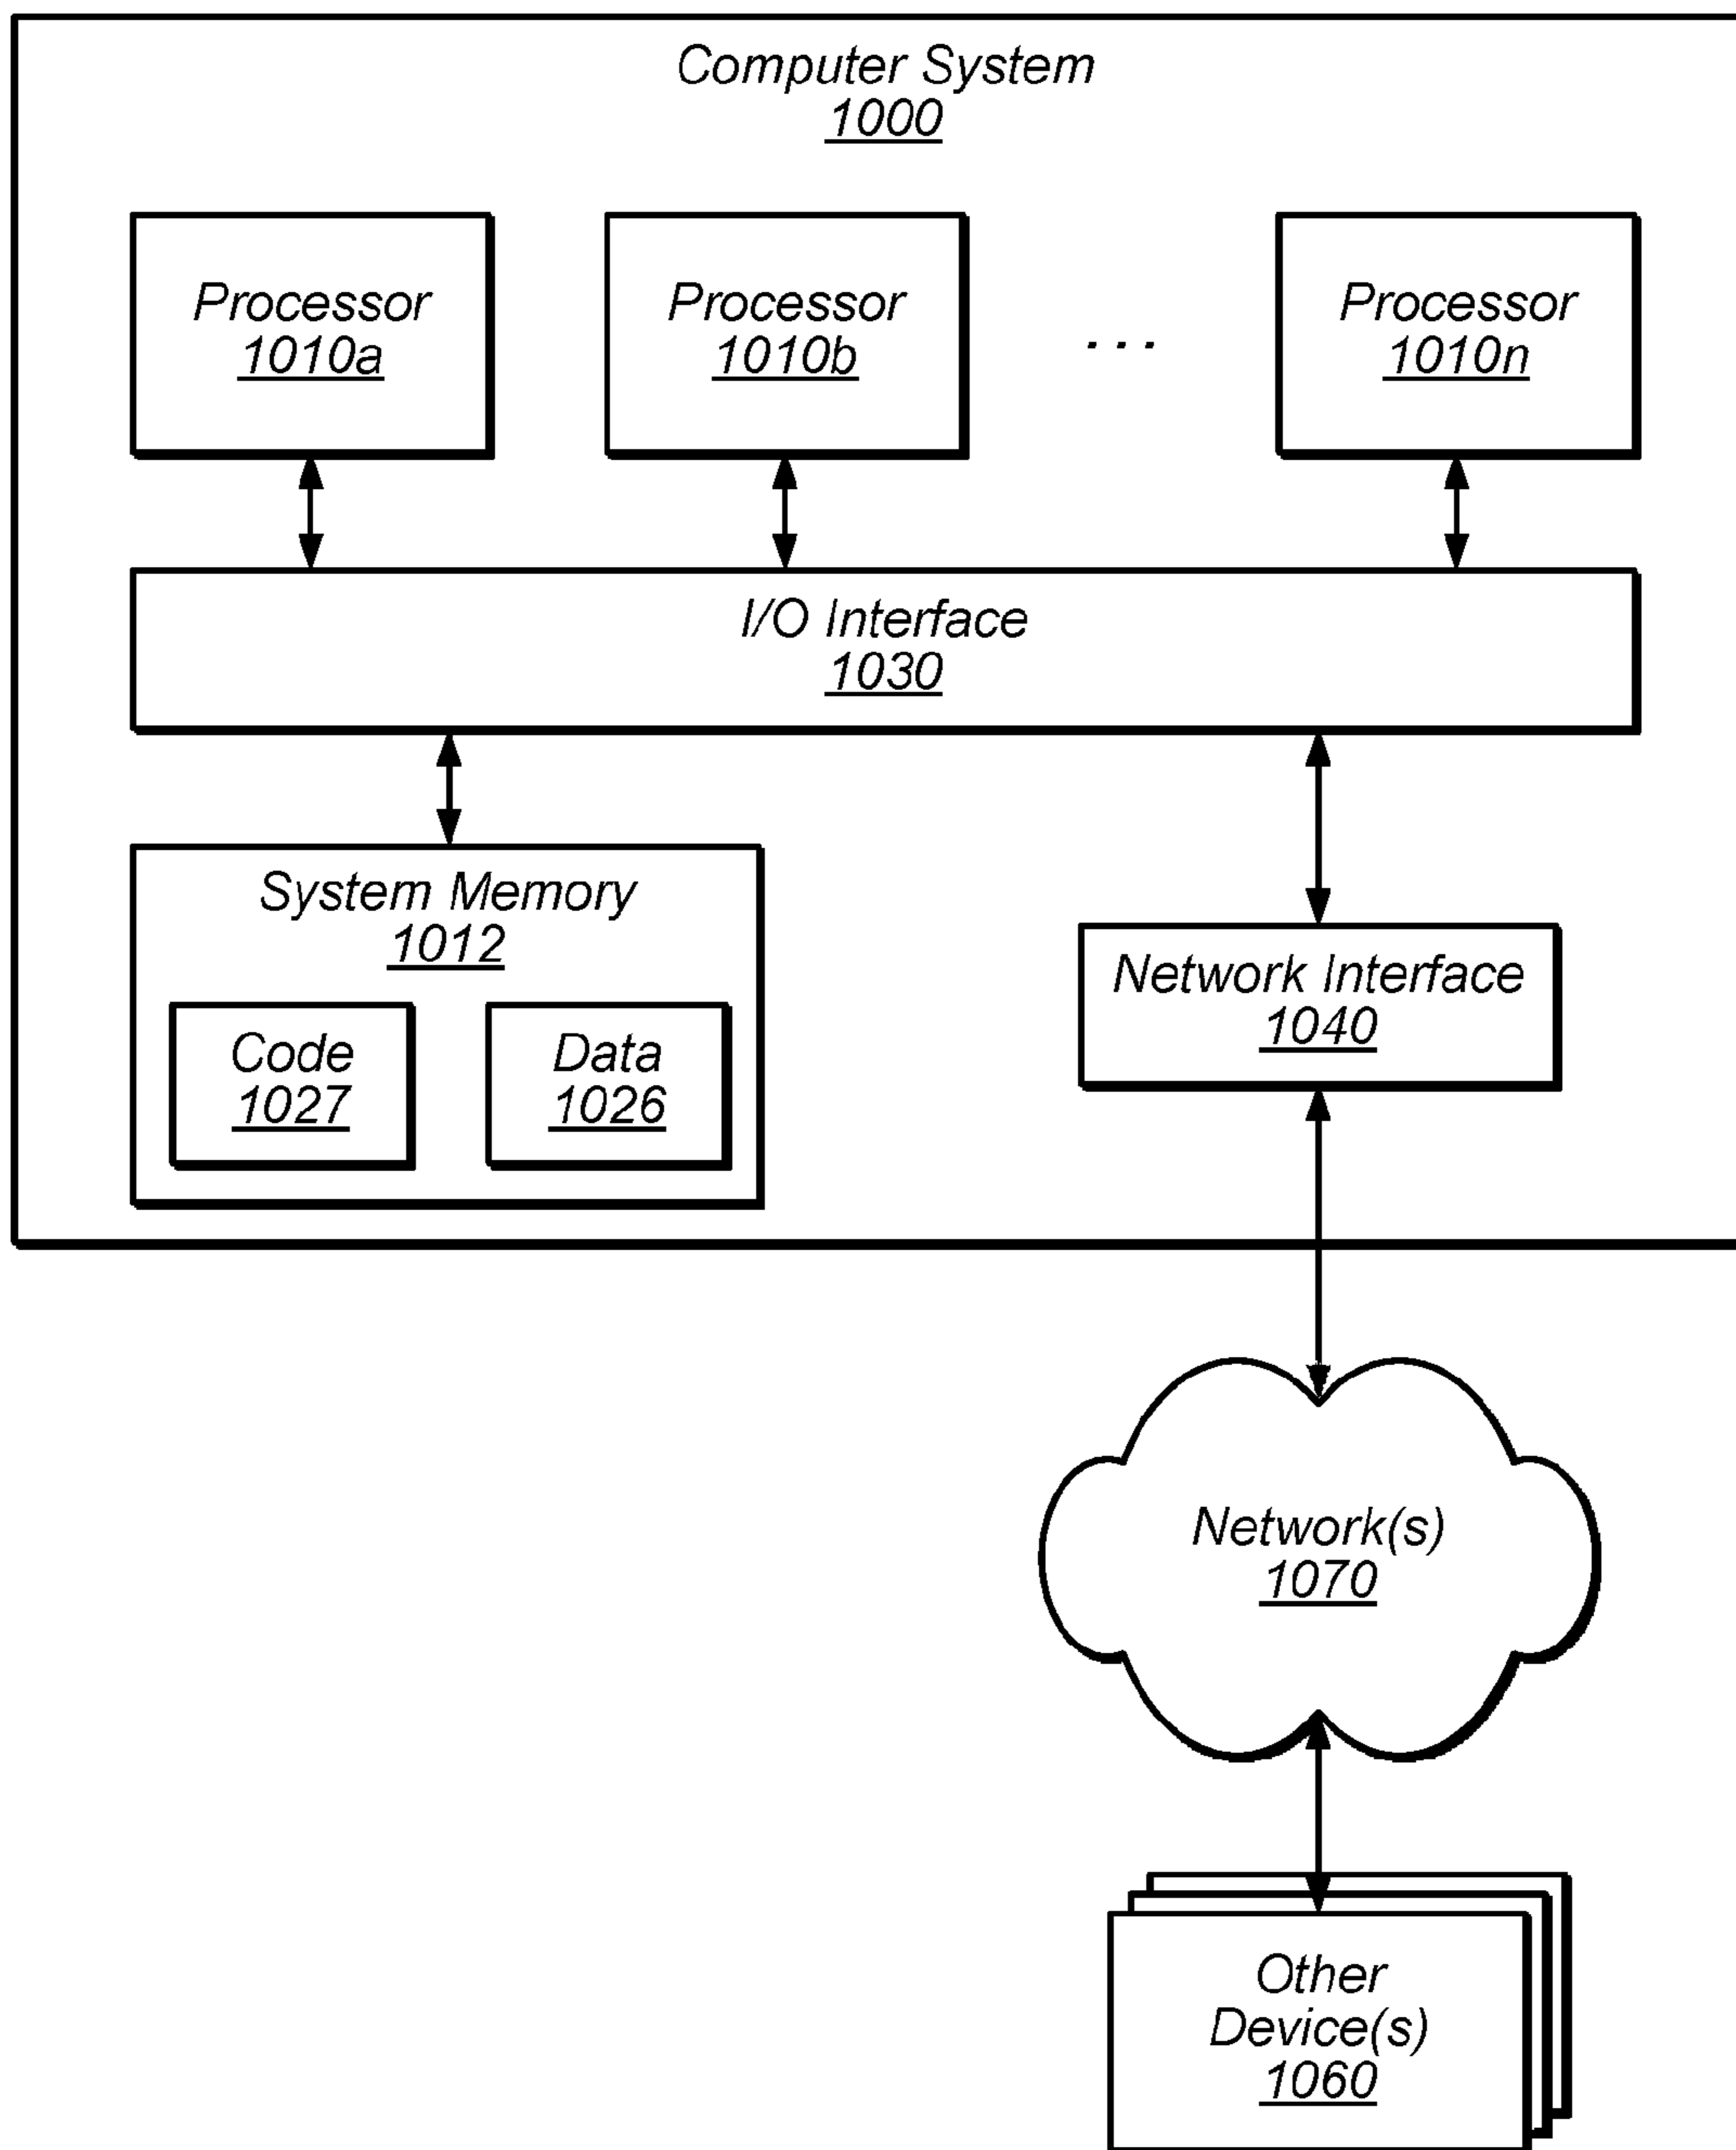 Computer System
1000
Processor
1010a
Processor
1010b
. . .
Processor
1010n
I/O Interface
1030
System Memory
1012
Code
1027
Data
1026
Network Interface
1040
Network(s)
1070
Other
Device(s)
1060